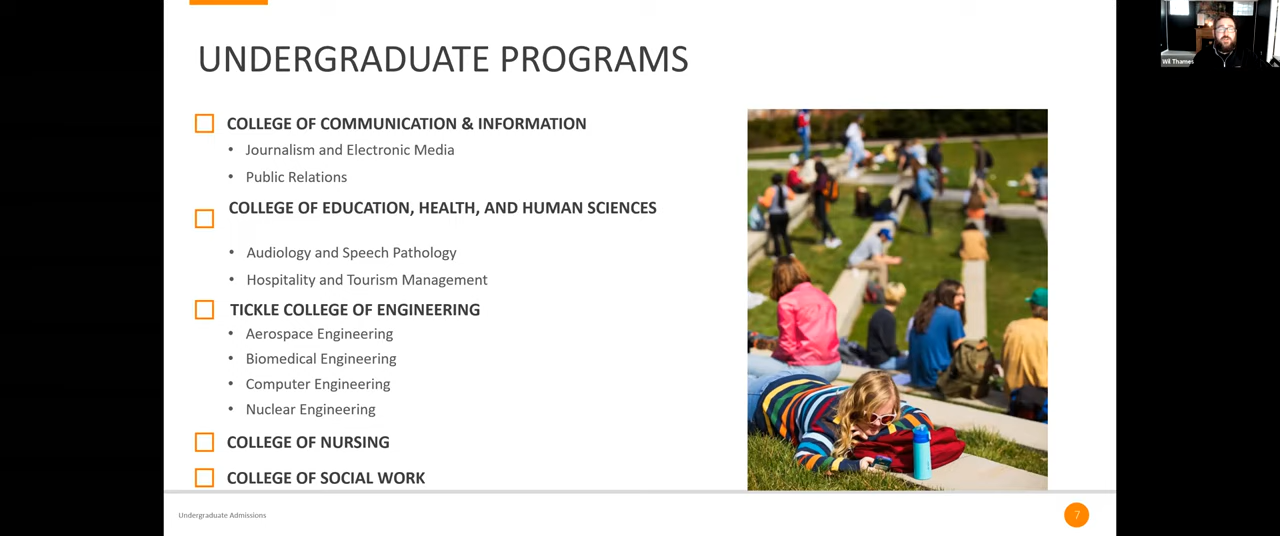 UNDERGRADUATE PROGRAMS
COLLEGE OF COMMUNICATION & INFORMATION
• Journalism and Electronic Media
• Public Relations
COLLEGE OF EDUCATION, HEALTH, AND HUMAN SCIENCES
• Audiology and Speech Pathology
• Hospitality and Tourism Management
TICKLE COLLEGE OF ENGINEERING
• Aerospace Engineering
• Biomedical Engineering
• Computer Engineering
• Nuclear Engineering
COLLEGE OF NURSING
COLLEGE OF SOCIAL WORK
Undergraduate Admissions
7
Wil Thames